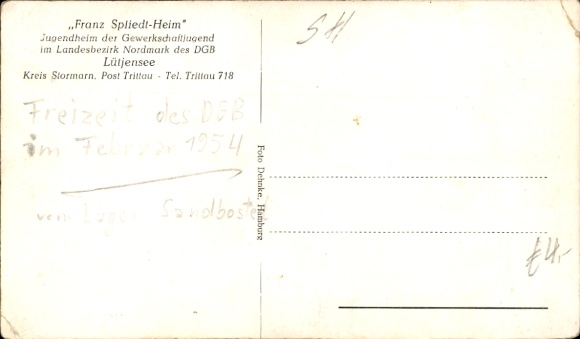 „Franz Spliedt-Heim"
Jugendheim der Gewerkschaftjugend
im Landesbezirk Nordmark des DGB
Lütjensee
Kreis Stormarn, Post Trittau - Tel. Trittau 718
Freizeit des DGB
im Februar 1954
vom Lager Sandbostel
Foto Dehnke, Hamburg
SH
€4,-